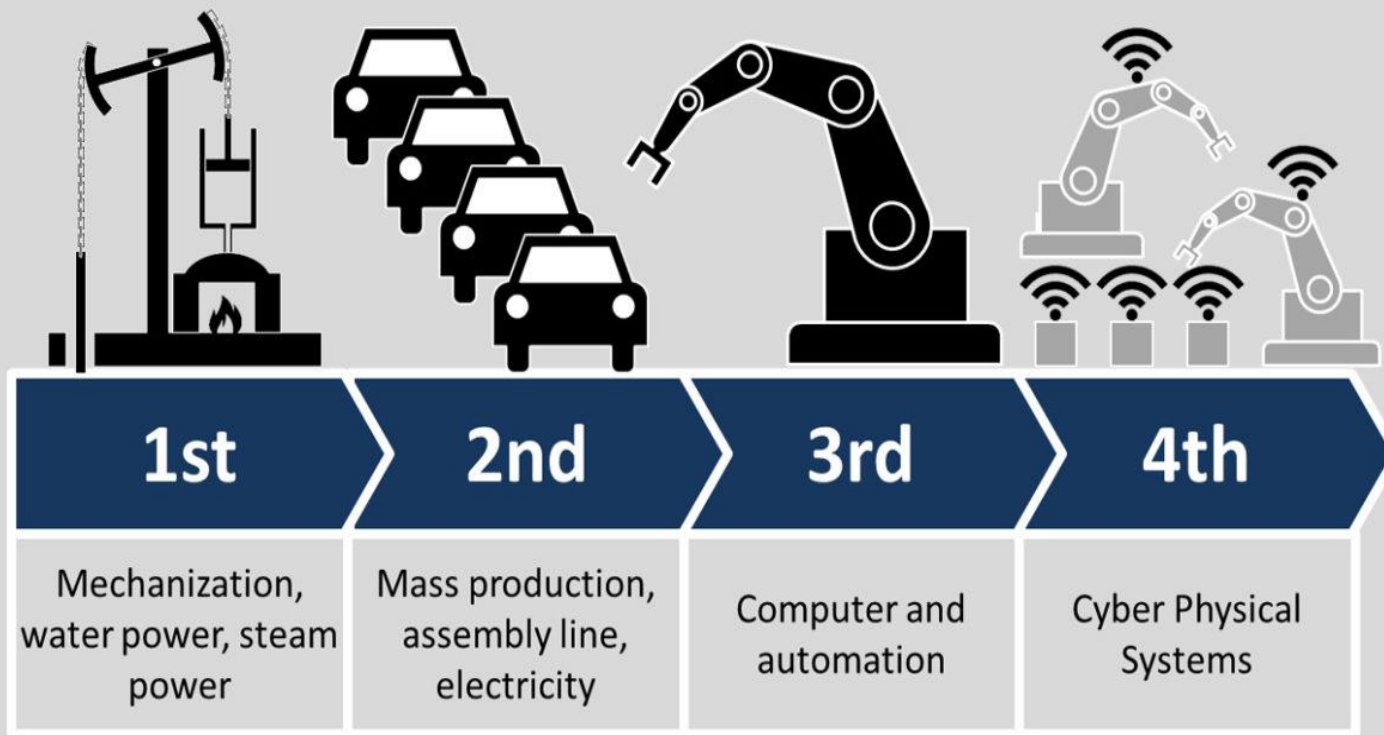 1st
2nd
3rd
4th
Mechanization,
water power, steam
power
Mass production,
assembly line,
electricity
Computer and
automation
Cyber Physical
Systems